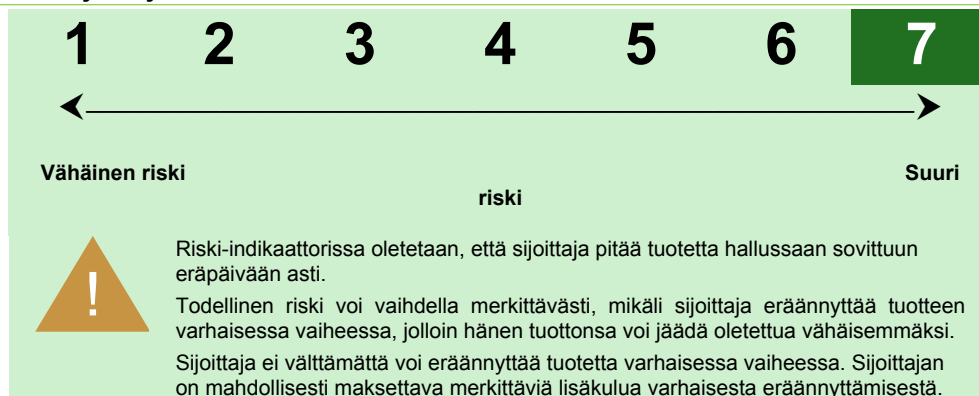 1 2 3 4 5 6 7
Vähäinen riski Suuri
riski
! Riski-indikaattorissa oletetaan, että sijoittaja pitää tuotetta hallussaan sovittuun
eräpäivään asti.
Todellinen riski voi vaihdella merkittävästi, mikäli sijoittaja eräännyttää tuotteen
varhaisessa vaiheessa, jolloin hänen tuottonsa voi jäädä oletettua vähäisemmäksi.
Sijoittaja ei välttämättä voi eräännyttää tuotetta varhaisessa vaiheessa. Sijoittajan
on mahdollisesti maksettava merkittäviä lisäkulua varhaisesta eräännyttämisestä.